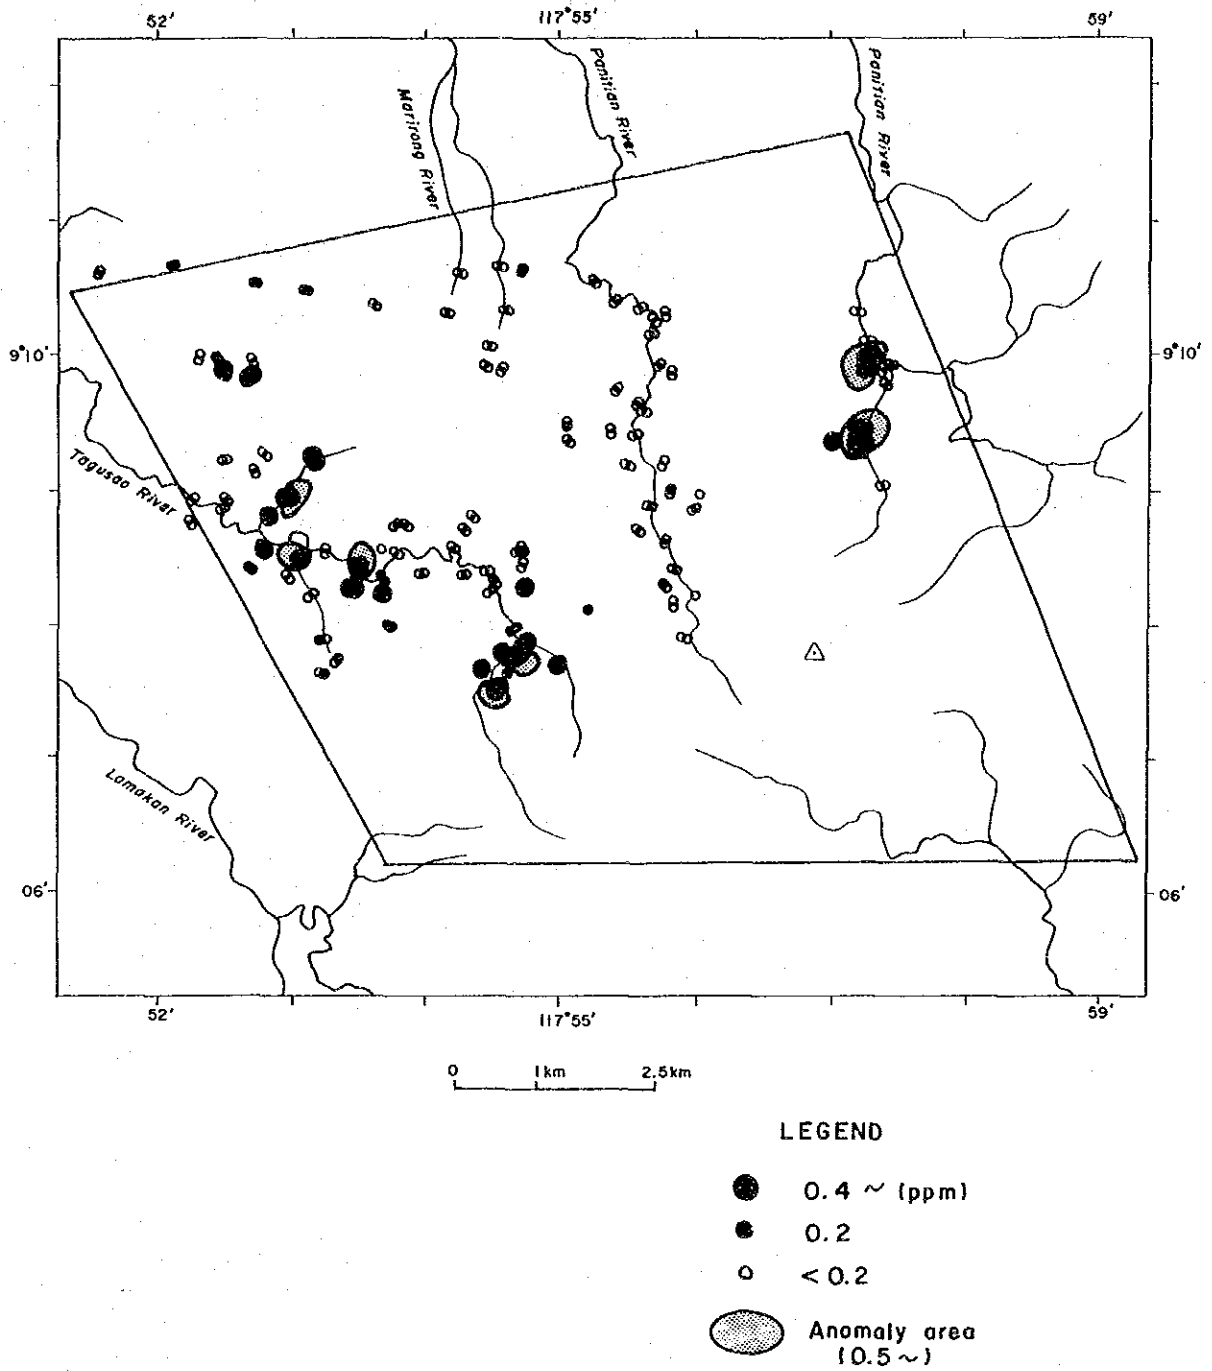 52'
117°55'
59'
Marirong River
Panitian River
Panitian River
9°10'
9°10'
Tagusao River
Lamakan River
06'
06'
52'
117°55'
59'
0 1km 2.5km
LEGEND
0.4 ~ (ppm)
0.2
<0.2
Anomaly area
(0.5~)